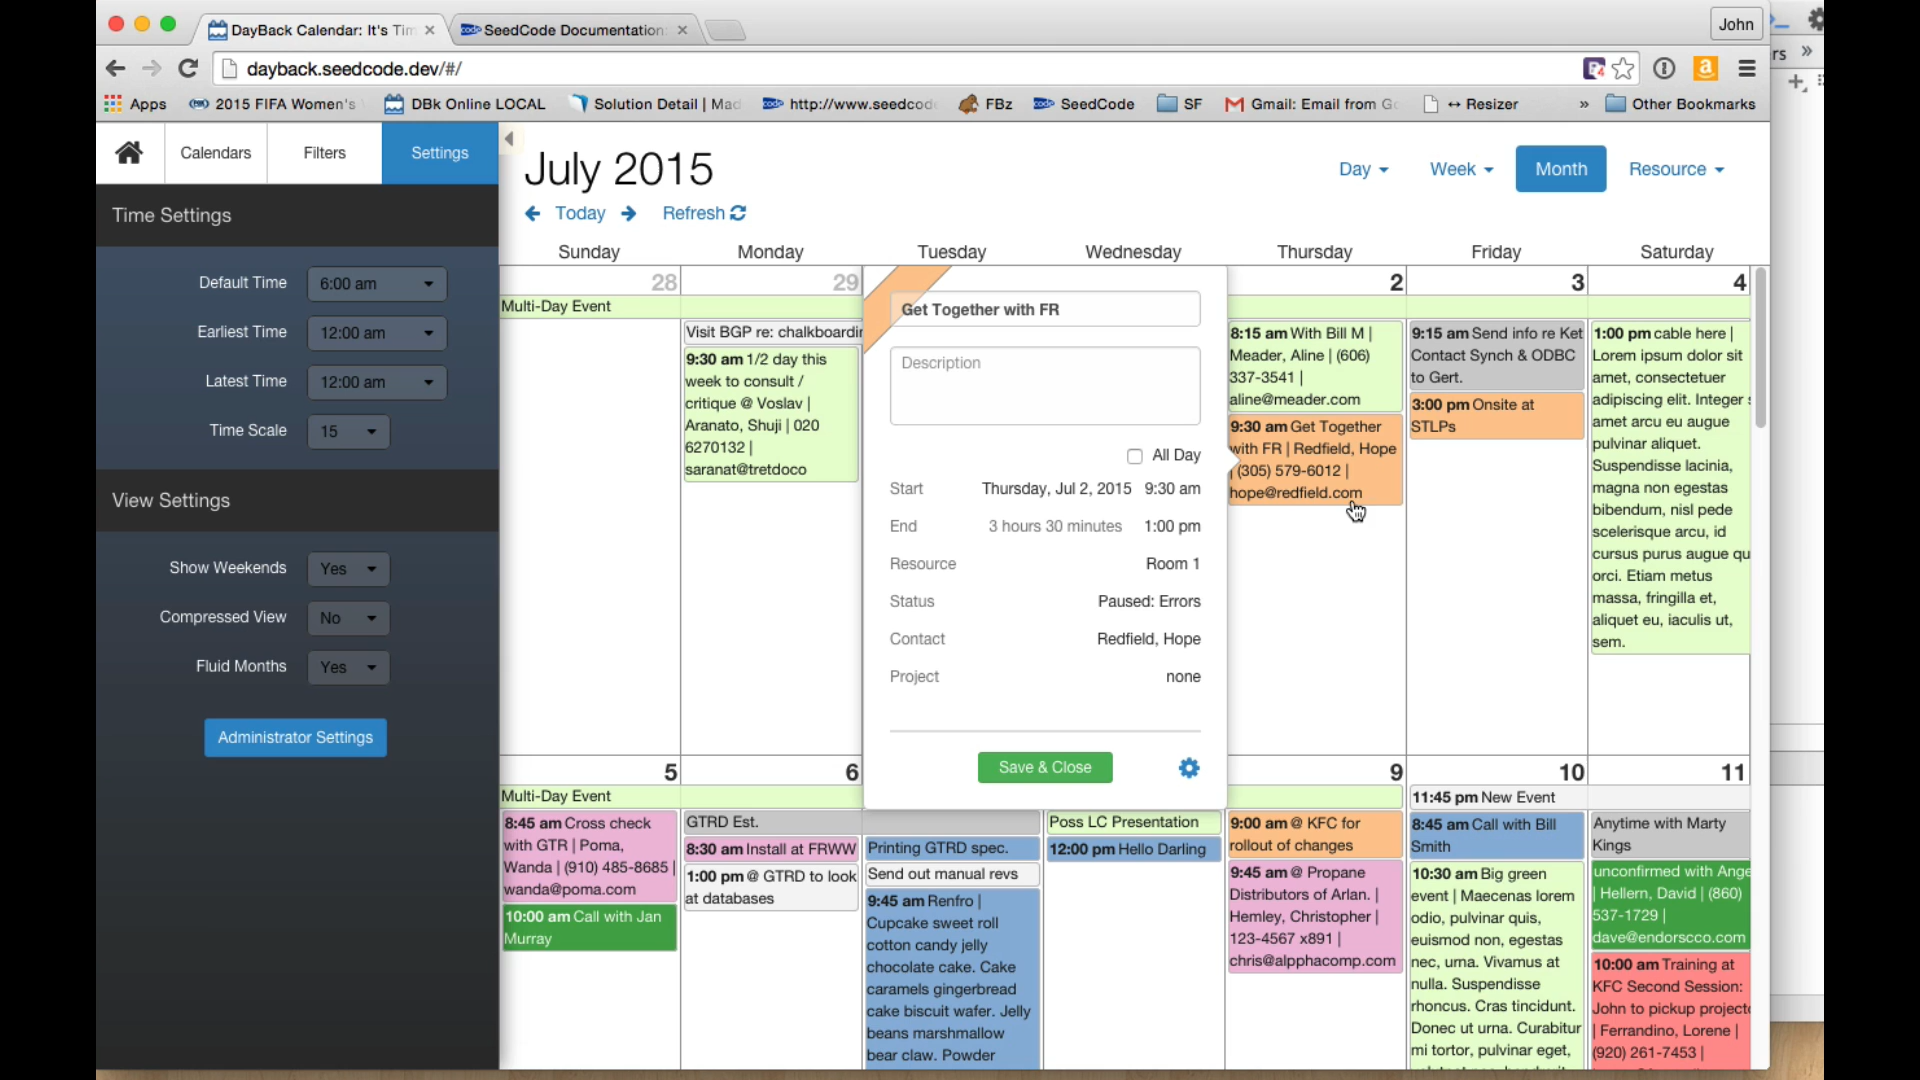 DayBack Calendar: It's Tim
SeedCode Documentation
John
dayback.seedcode.dev/#/
rs »
Apps
2015 FIFA Women's
DBk Online LOCAL
Solution Detail | Mad
http://www.seedcod
FBz
SeedCode
SF
Gmail: Email from Go
↔ Resizer
»
Other Bookmarks
Calendars
Filters
Settings
Time Settings
Default Time
6:00 am
Earliest Time
12:00 am
Latest Time
12:00 am
Time Scale
15
View Settings
Show Weekends
Yes
Compressed View
No
Fluid Months
Yes
Administrator Settings
July 2015
Day
Week
Month
Resource
Today
Refresh
Sunday
Monday
Tuesday
Wednesday
Thursday
Friday
Saturday
28
29
2
3
4
Multi-Day Event
Visit BGP re: chalkboardin
9:30 am 1/2 day this
week to consult /
critique @ Voslav |
Aranato, Shuji | 020
6270132 |
saranat@tretdoco
Get Together with FR
Description
All Day
Start
Thursday, Jul 2, 2015 9:30 am
End
3 hours 30 minutes 1:00 pm
Resource
Room 1
Status
Paused: Errors
Contact
Redfield, Hope
Project
none
Save & Close
8:15 am With Bill M |
Meader, Aline | (606)
337-3541 |
aline@meader.com
9:30 am Get Together
with FR | Redfield, Hope
| (305) 579-6012 |
hope@redfield.com
9:15 am Send info re Ket
Contact Synch & ODBC
to Gert.
3:00 pm Onsite at
STLPs
1:00 pm cable here |
Lorem ipsum dolor sit
amet, consectetuer
adipiscing elit. Integer s
amet arcu eu augue
pulvinar aliquet.
Suspendisse lacinia,
magna non egestas
bibendum, nisl pede
scelerisque arcu, id
cursus purus augue qu
orci. Etiam metus
massa, fringilla et,
aliquet eu, iaculis ut,
sem.
5
6
9
10
11
Multi-Day Event
8:45 am Cross check
with GTR | Poma,
Wanda | (910) 485-8685 |
wanda@poma.com
10:00 am Call with Jan
Murray
GTRD Est.
8:30 am Install at FRWW
1:00 pm @ GTRD to look
at databases
Printing GTRD spec.
Send out manual revs
9:45 am Renfro |
Cupcake sweet roll
cotton candy jelly
chocolate cake. Cake
caramels gingerbread
cake biscuit wafer. Jelly
beans marshmallow
bear claw. Powder
Poss LC Presentation
12:00 pm Hello Darling
9:00 am @ KFC for
rollout of changes
9:45 am @ Propane
Distributors of Arlan. |
Hemley, Christopher |
123-4567 x891 |
chris@alpphacomp.com
11:45 pm New Event
8:45 am Call with Bill
Smith
10:30 am Big green
event | Maecenas lorem
odio, pulvinar quis,
euismod non, egestas
nec, urna. Vivamus at
nulla. Suspendisse
rhoncus. Cras tincidunt.
Donec ut urna. Curabitur
mi tortor, pulvinar eget,
Anytime with Marty
Kings
unconfirmed with Ange
| Hellern, David | (860)
537-1729 |
dave@endorscco.com
10:00 am Training at
KFC Second Session:
John to pickup projecto
| Ferrandino, Lorene |
(920) 261-7453 |